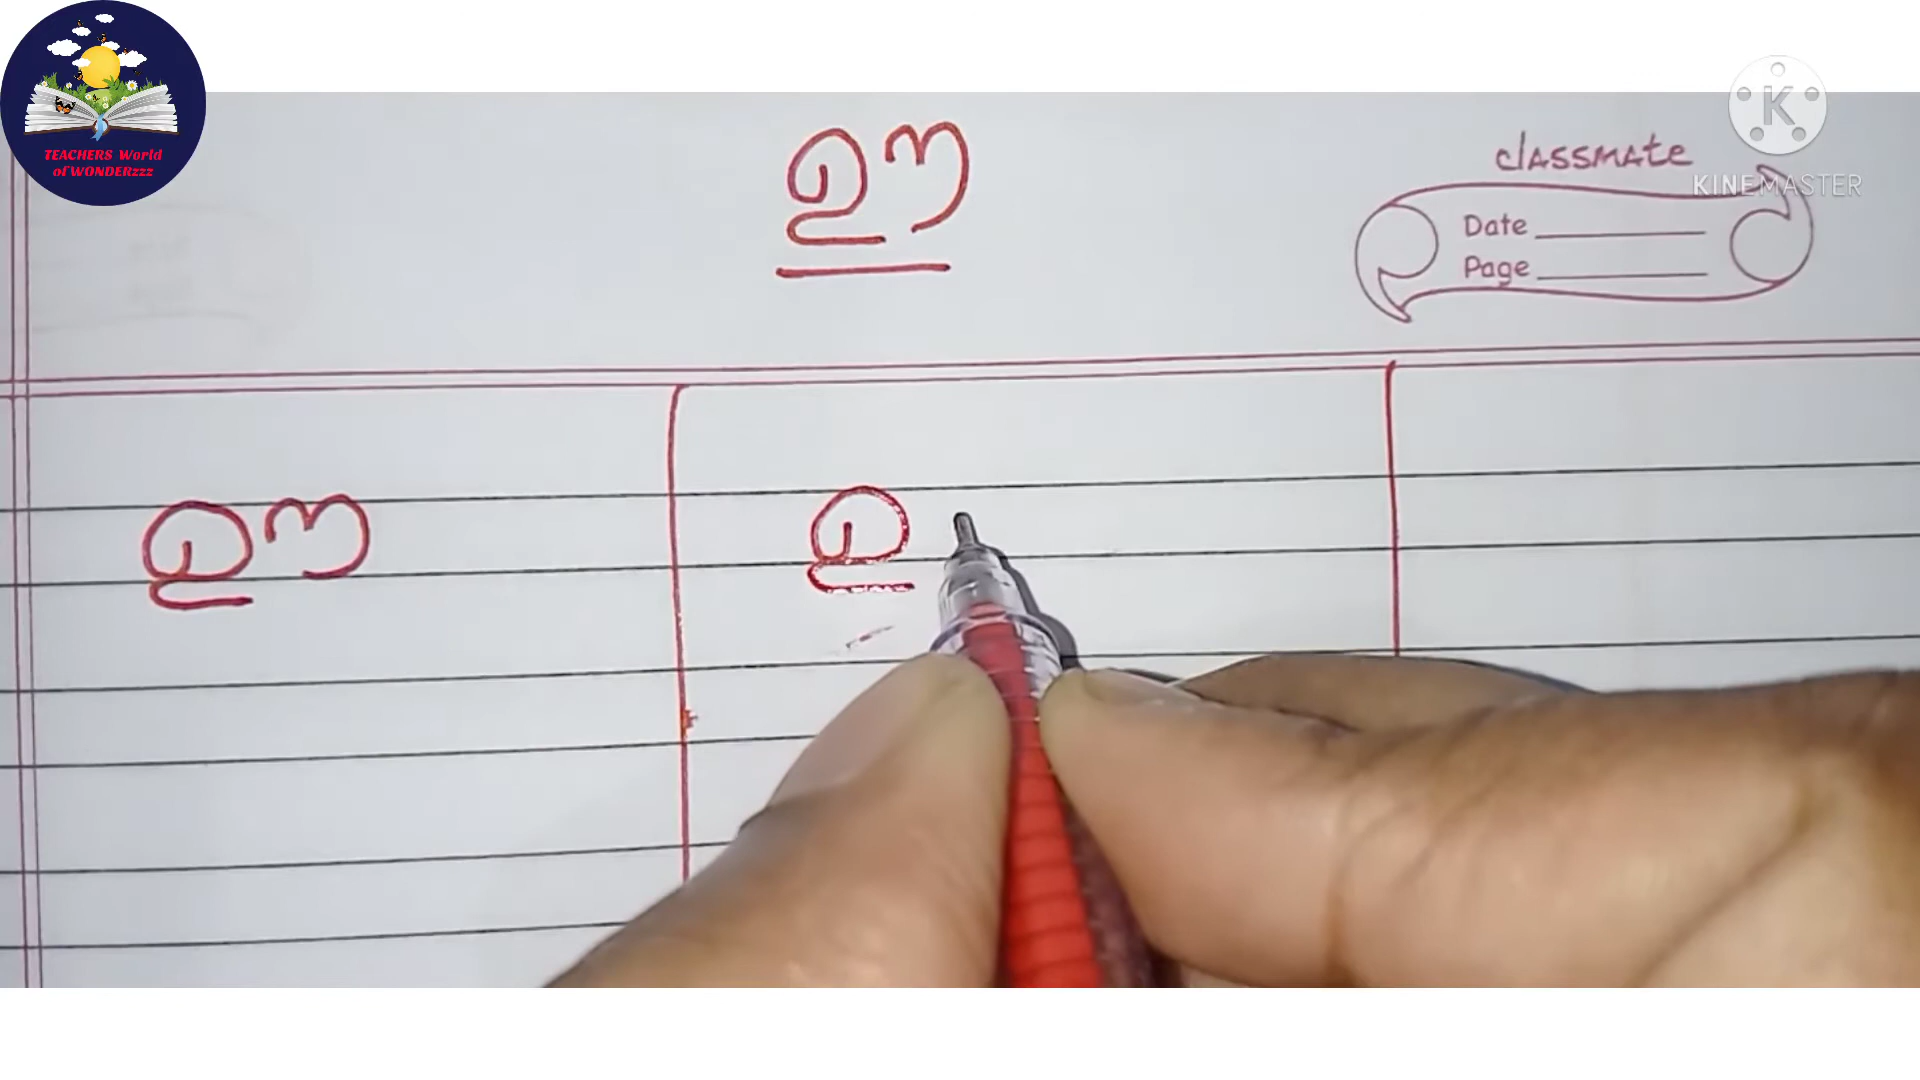 TEACHERS World
of WONDERzzz
ഊ
K
classmate
KINEMASTER
Date
Page
ഊ
ഉ